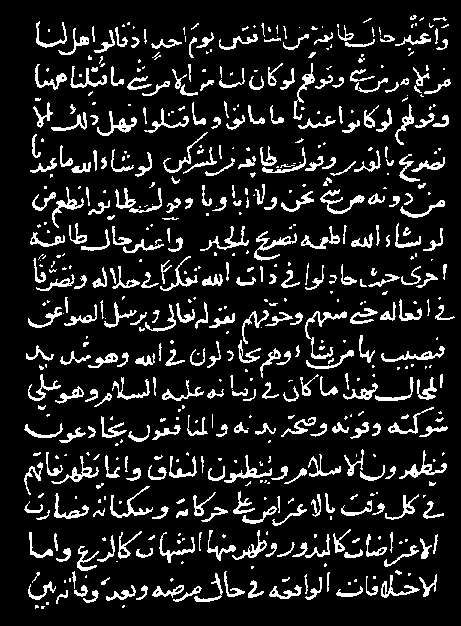 واعتبر حال طايفة من المنافقين يوم احد اذ قالوا هل لنا
من الامر من شي وقولهم لو كان لنا من الامر شي ما قتلنا ههنا
وقولهم لو كانوا عندنا ما ماتوا وما قتلوا فهل ذلك الا
تصريح بالقدر وقول طايفة من المشركين لو شاء الله ما عبدنا
من دونه من شي نحن ولا اباونا وقول طايفة انطعم من
لو يشاء الله اطعمه تصريح بالجبر واعتبر حال طايفة
اخرى حيث جادلوا في ذات الله تفكرا في جلاله وتصرفا
في افعاله حتى منعهم وخوفهم بقوله تعالى ويرسل الصواعق
فيصيب بها من يشاء وهم يجادلون في الله وهو شديد
المحال فهذا ما كان في زمانه عليه السلام وهو على
شوكته وقوته وصحة بدنه والمنافقون يخادعون
فيظهرون الاسلام ويبطنون النفاق وانما يظهر نفاقهم
في كل وقت بالاعتراض على حركاته وسكناته فصارت
الاعتراضات كالبذور وظهر منها الشبهات كالزرع واما
الاختلافات الواقعة في حال مرضه وبعد وفاته بين